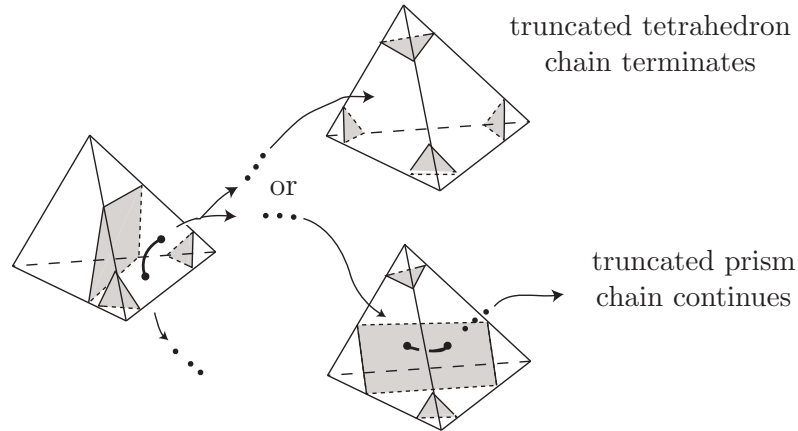 truncated tetrahedron
chain terminates
or
truncated prism
chain continues